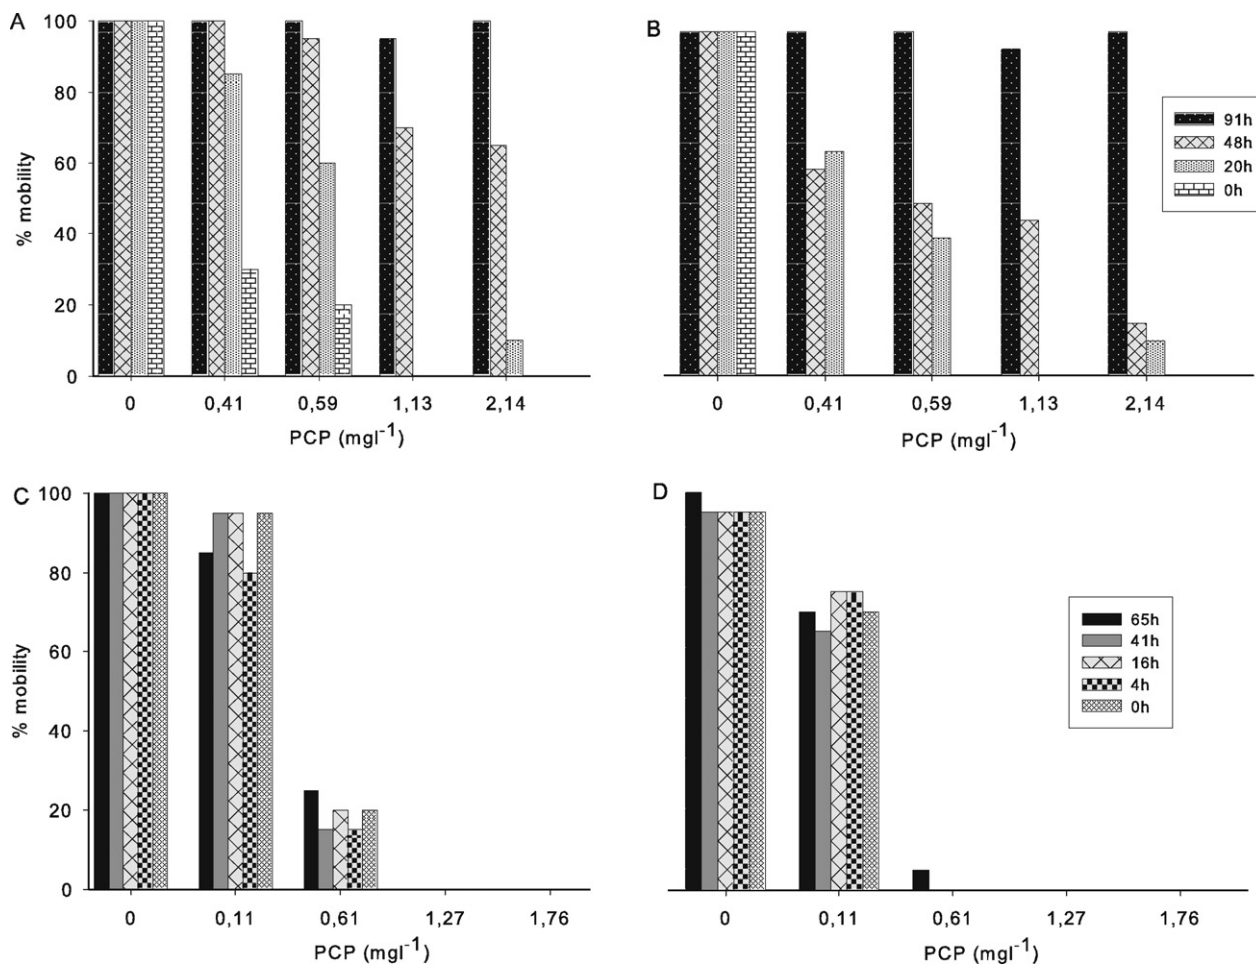 A
% mobility
100
80
60
40
20
0
0 0,41 0,59 1,13 2,14
PCP (mgl-1)
B
0 0,41 0,59 1,13 2,14
PCP (mgl-1)
91h
48h
20h
0h
C
% mobility
100
80
60
40
20
0
0 0,11 0,61 1,27 1,76
PCP (mgl-1)
D
0 0,11 0,61 1,27 1,76
PCP (mgl-1)
65h
41h
16h
4h
0h